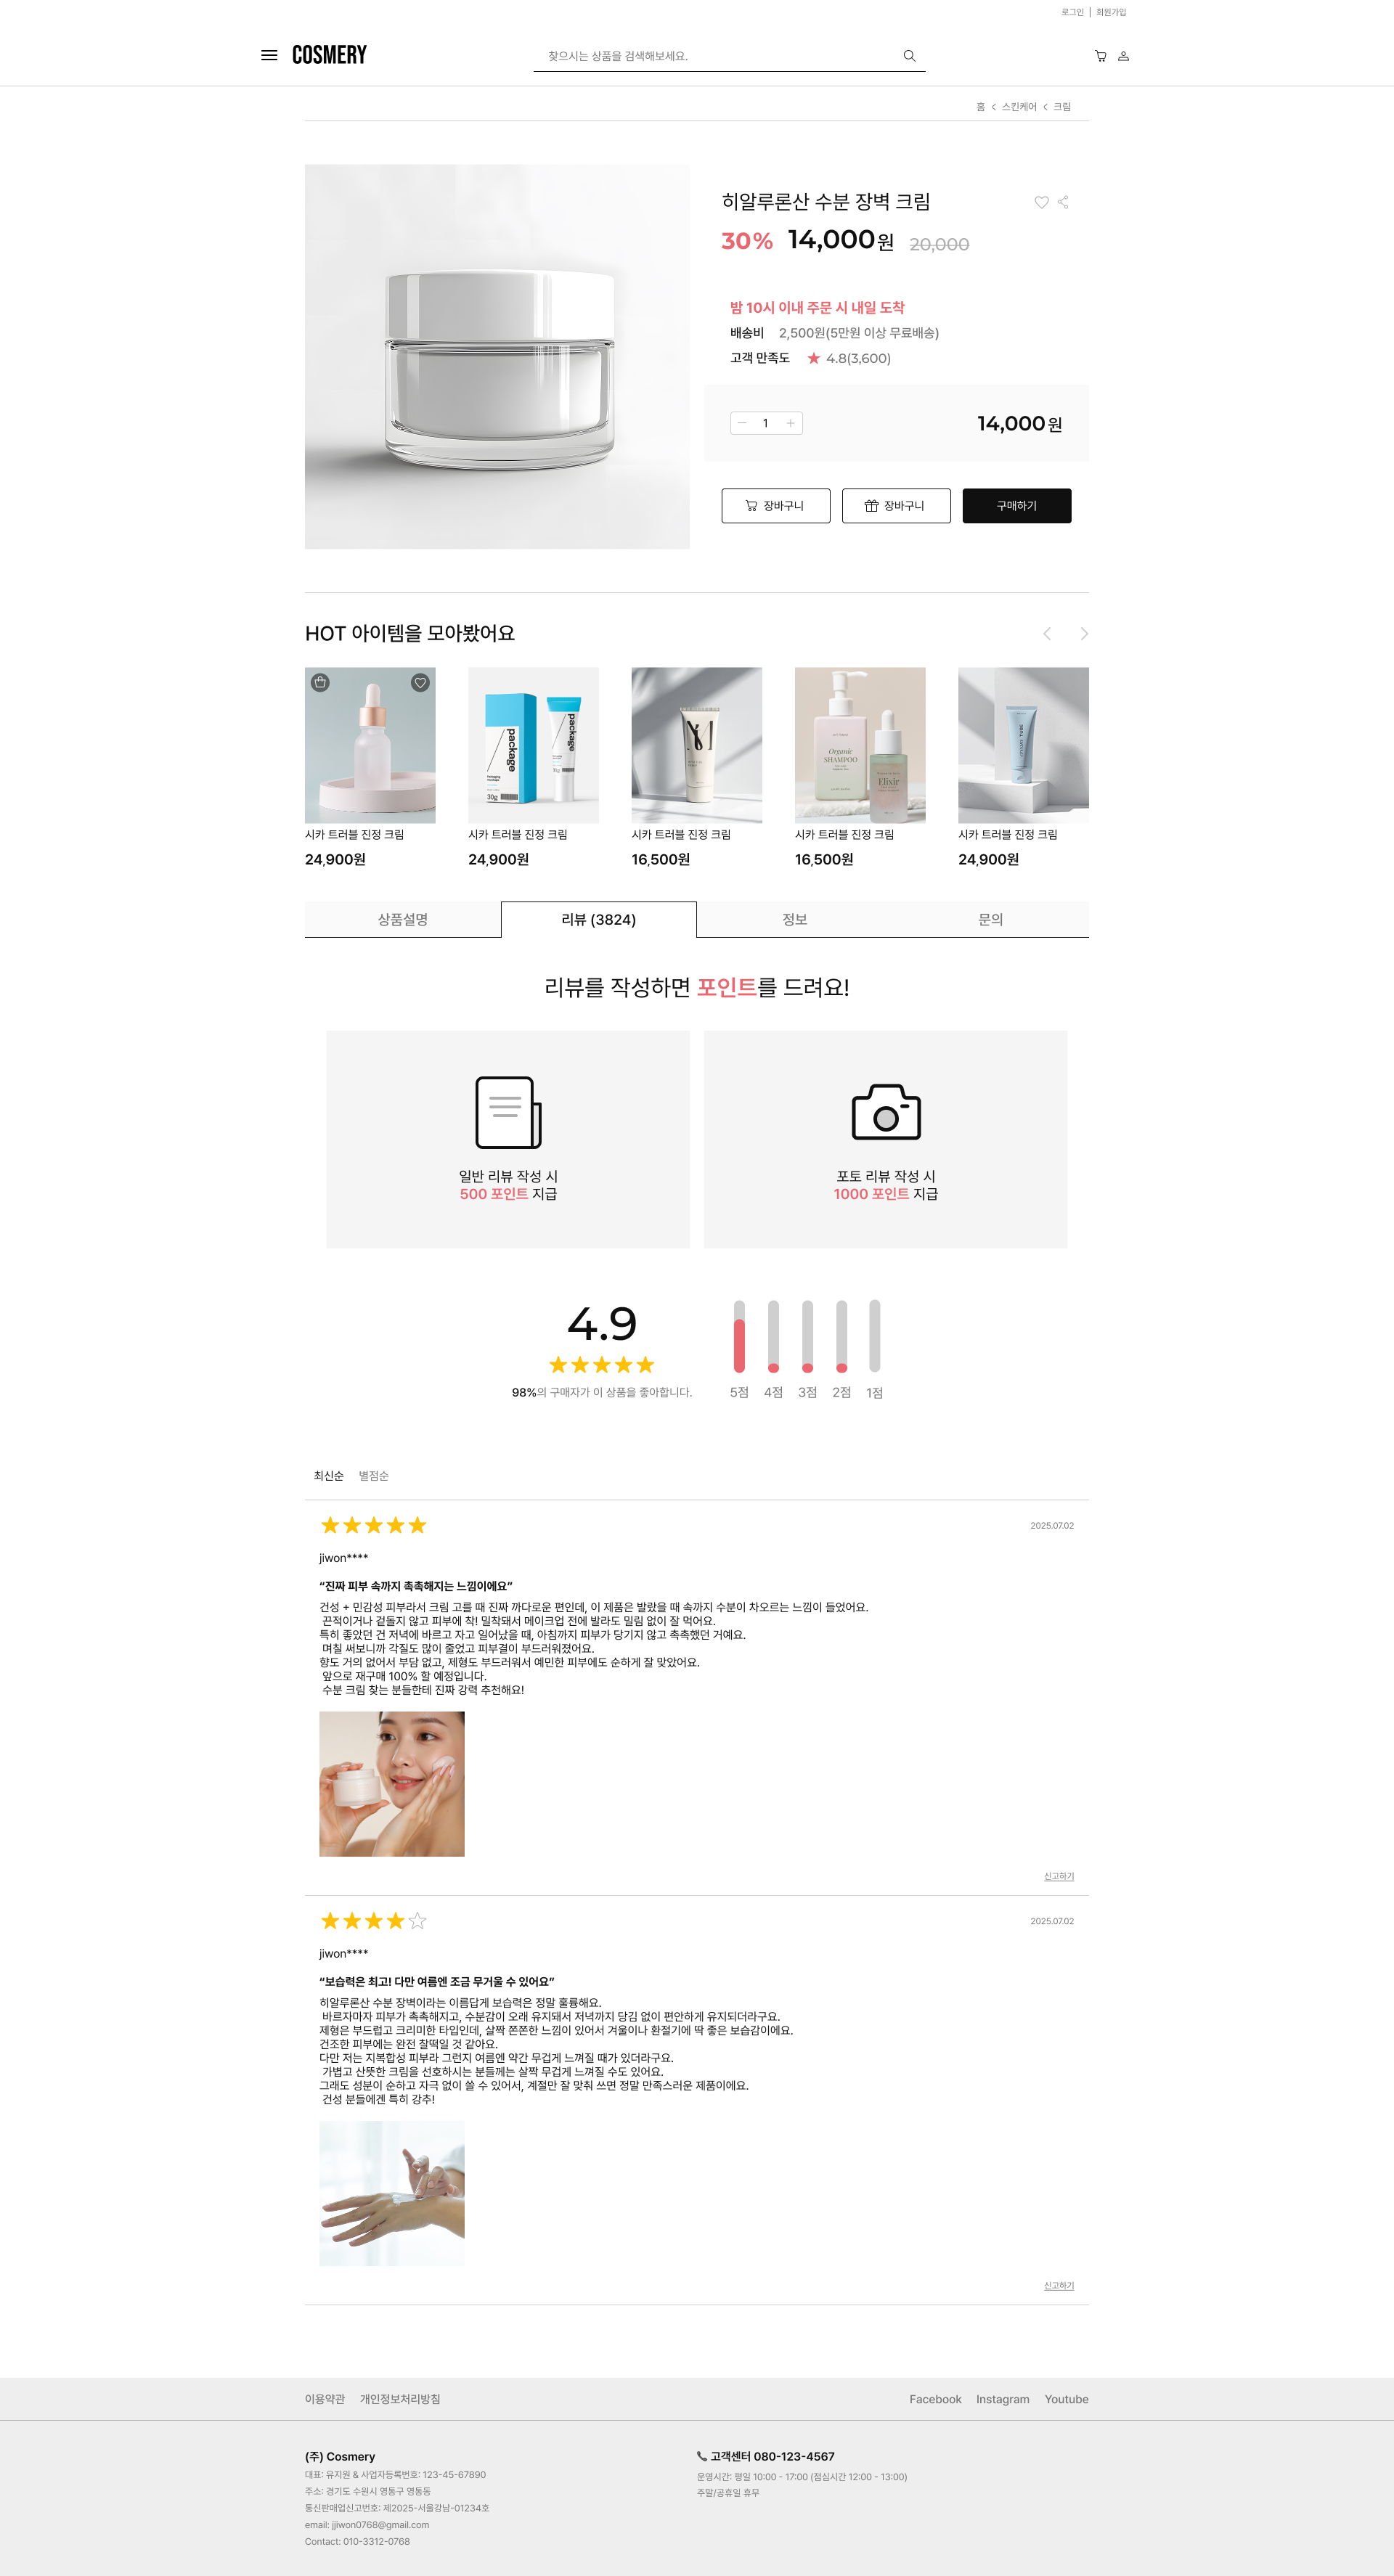 로그인 | 회원가입
COSMERY
찾으시는 상품을 검색해보세요.
홈 < 스킨케어 < 크림
히알루론산 수분 장벽 크림
30% 14,000원 20,000
밤 10시 이내 주문 시 내일 도착
배송비 2,500원(5만원 이상 무료배송)
고객 만족도 ★ 4.8(3,600)
1 14,000원
장바구니 장바구니 구매하기
HOT 아이템을 모아봤어요
package
30g
package
Organic
SHAMPOO
Elixir
시카 트러블 진정 크림
24,900원
시카 트러블 진정 크림
24,900원
시카 트러블 진정 크림
16,500원
시카 트러블 진정 크림
16,500원
시카 트러블 진정 크림
24,900원
상품설명 리뷰 (3824) 정보 문의
리뷰를 작성하면 포인트를 드려요!
일반 리뷰 작성 시
500 포인트 지급
포토 리뷰 작성 시
1000 포인트 지급
4.9
98%의 구매자가 이 상품을 좋아합니다.
5점 4점 3점 2점 1점
최신순 별점순
2025.07.02
jiwon****
“진짜 피부 속까지 촉촉해지는 느낌이에요”
건성 + 민감성 피부라서 크림 고를 때 진짜 까다로운 편인데, 이 제품은 발랐을 때 속까지 수분이 차오르는 느낌이 들었어요.
끈적이거나 겉돌지 않고 피부에 착! 밀착돼서 메이크업 전에 발라도 밀림 없이 잘 먹어요.
특히 좋았던 건 저녁에 바르고 자고 일어났을 때, 아침까지 피부가 당기지 않고 촉촉했던 거예요.
며칠 써보니까 각질도 많이 줄었고 피부결이 부드러워졌어요.
향도 거의 없어서 부담 없고, 제형도 부드러워서 예민한 피부에도 순하게 잘 맞았어요.
앞으로 재구매 100% 할 예정입니다.
수분 크림 찾는 분들한테 진짜 강력 추천해요!
신고하기
2025.07.02
jiwon****
“보습력은 최고! 다만 여름엔 조금 무거울 수 있어요”
히알루론산 수분 장벽이라는 이름답게 보습력은 정말 훌륭해요.
바르자마자 피부가 촉촉해지고, 수분감이 오래 유지돼서 저녁까지 당김 없이 편안하게 유지되더라구요.
제형은 부드럽고 크리미한 타입인데, 살짝 쫀쫀한 느낌이 있어서 겨울이나 환절기에 딱 좋은 보습감이에요.
건조한 피부에는 완전 찰떡일 것 같아요.
다만 저는 지복합성 피부라 그런지 여름엔 약간 무겁게 느껴질 때가 있더라구요.
가볍고 산뜻한 크림을 선호하시는 분들께는 살짝 무겁게 느껴질 수도 있어요.
그래도 성분이 순하고 자극 없이 쓸 수 있어서, 계절만 잘 맞춰 쓰면 정말 만족스러운 제품이에요.
건성 분들에겐 특히 강추!
신고하기
이용약관 개인정보처리방침 Facebook Instagram Youtube
(주) Cosmery
대표: 유지원 & 사업자등록번호: 123-45-67890
주소: 경기도 수원시 영통구 영통동
통신판매업신고번호: 제2025-서울강남-01234호
email: jjiwon0768@gmail.com
Contact: 010-3312-0768
고객센터 080-123-4567
운영시간: 평일 10:00 - 17:00 (점심시간 12:00 - 13:00)
주말/공휴일 휴무